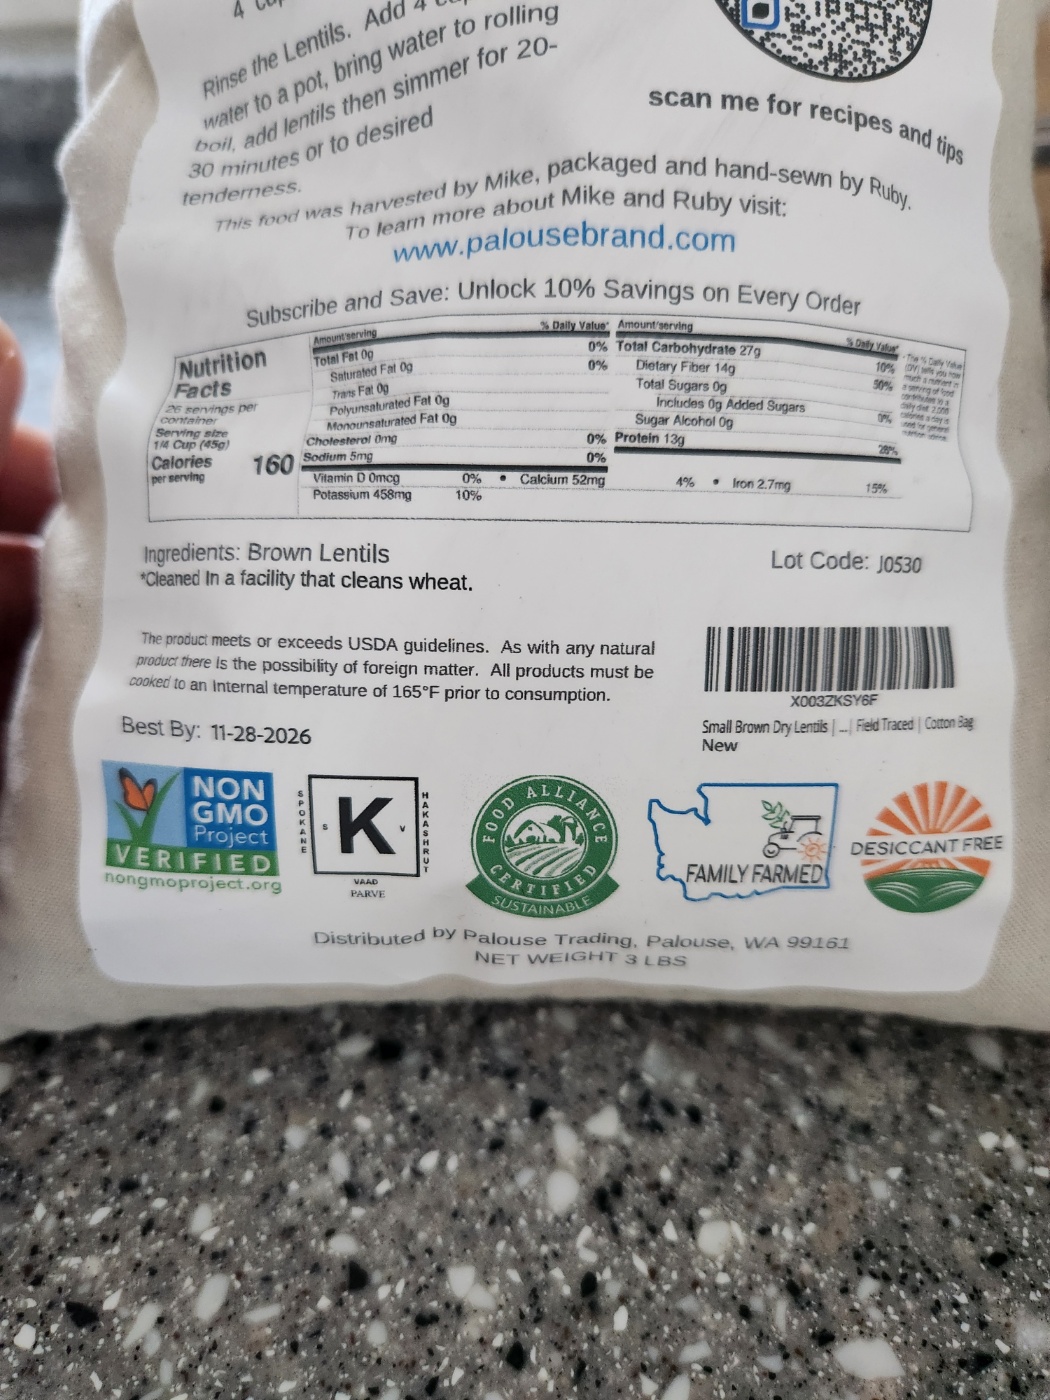 Rinse the Lentils. Add 4
water to a pot, bring water to rolling
boil, add lentils then simmer for 20-
30 minutes or to desired
tenderness.
scan me for recipes and tips
This food was harvested by Mike, packaged and hand-sewn by Ruby.
To learn more about Mike and Ruby visit:
www.palousebrand.com
Subscribe and Save: Unlock 10% Savings on Every Order
Nutrition
Facts
26 servings per
container
Serving size
1/4 Cup (45g)
Calories
per serving
160
Amount/serving % Daily Value*
Total Fat 0g 0%
Saturated Fat 0g 0%
Trans Fat 0g
Polyunsaturated Fat 0g
Monounsaturated Fat 0g
Cholesterol 0mg 0%
Sodium 5mg 0%
Amount/serving % Daily Value*
Total Carbohydrate 27g 10%
Dietary Fiber 14g 50%
Total Sugars 0g
Includes 0g Added Sugars 0%
Sugar Alcohol 0g
Protein 13g 28%
Vitamin D 0mcg 0% • Calcium 52mg 4% • Iron 2.7mg 15%
Potassium 458mg 10%
Ingredients: Brown Lentils
*Cleaned In a facility that cleans wheat.
Lot Code: J0530
The product meets or exceeds USDA guidelines. As with any natural
product there is the possibility of foreign matter. All products must be
cooked to an Internal temperature of 165°F prior to consumption.
X003ZKSY6F
Small Brown Dry Lentils | ... | Field Traced | Cotton Bag
New
Best By: 11-28-2026
NON
GMO
Project
VERIFIED
nongmoproject.org
SPOKANE
S K V
HAKASHRUT
VAAD
PARVE
FOOD ALLIANCE
CERTIFIED
SUSTAINABLE
FAMILY FARMED
DESICCANT FREE
Distributed by Palouse Trading, Palouse, WA 99161
NET WEIGHT 3 LBS